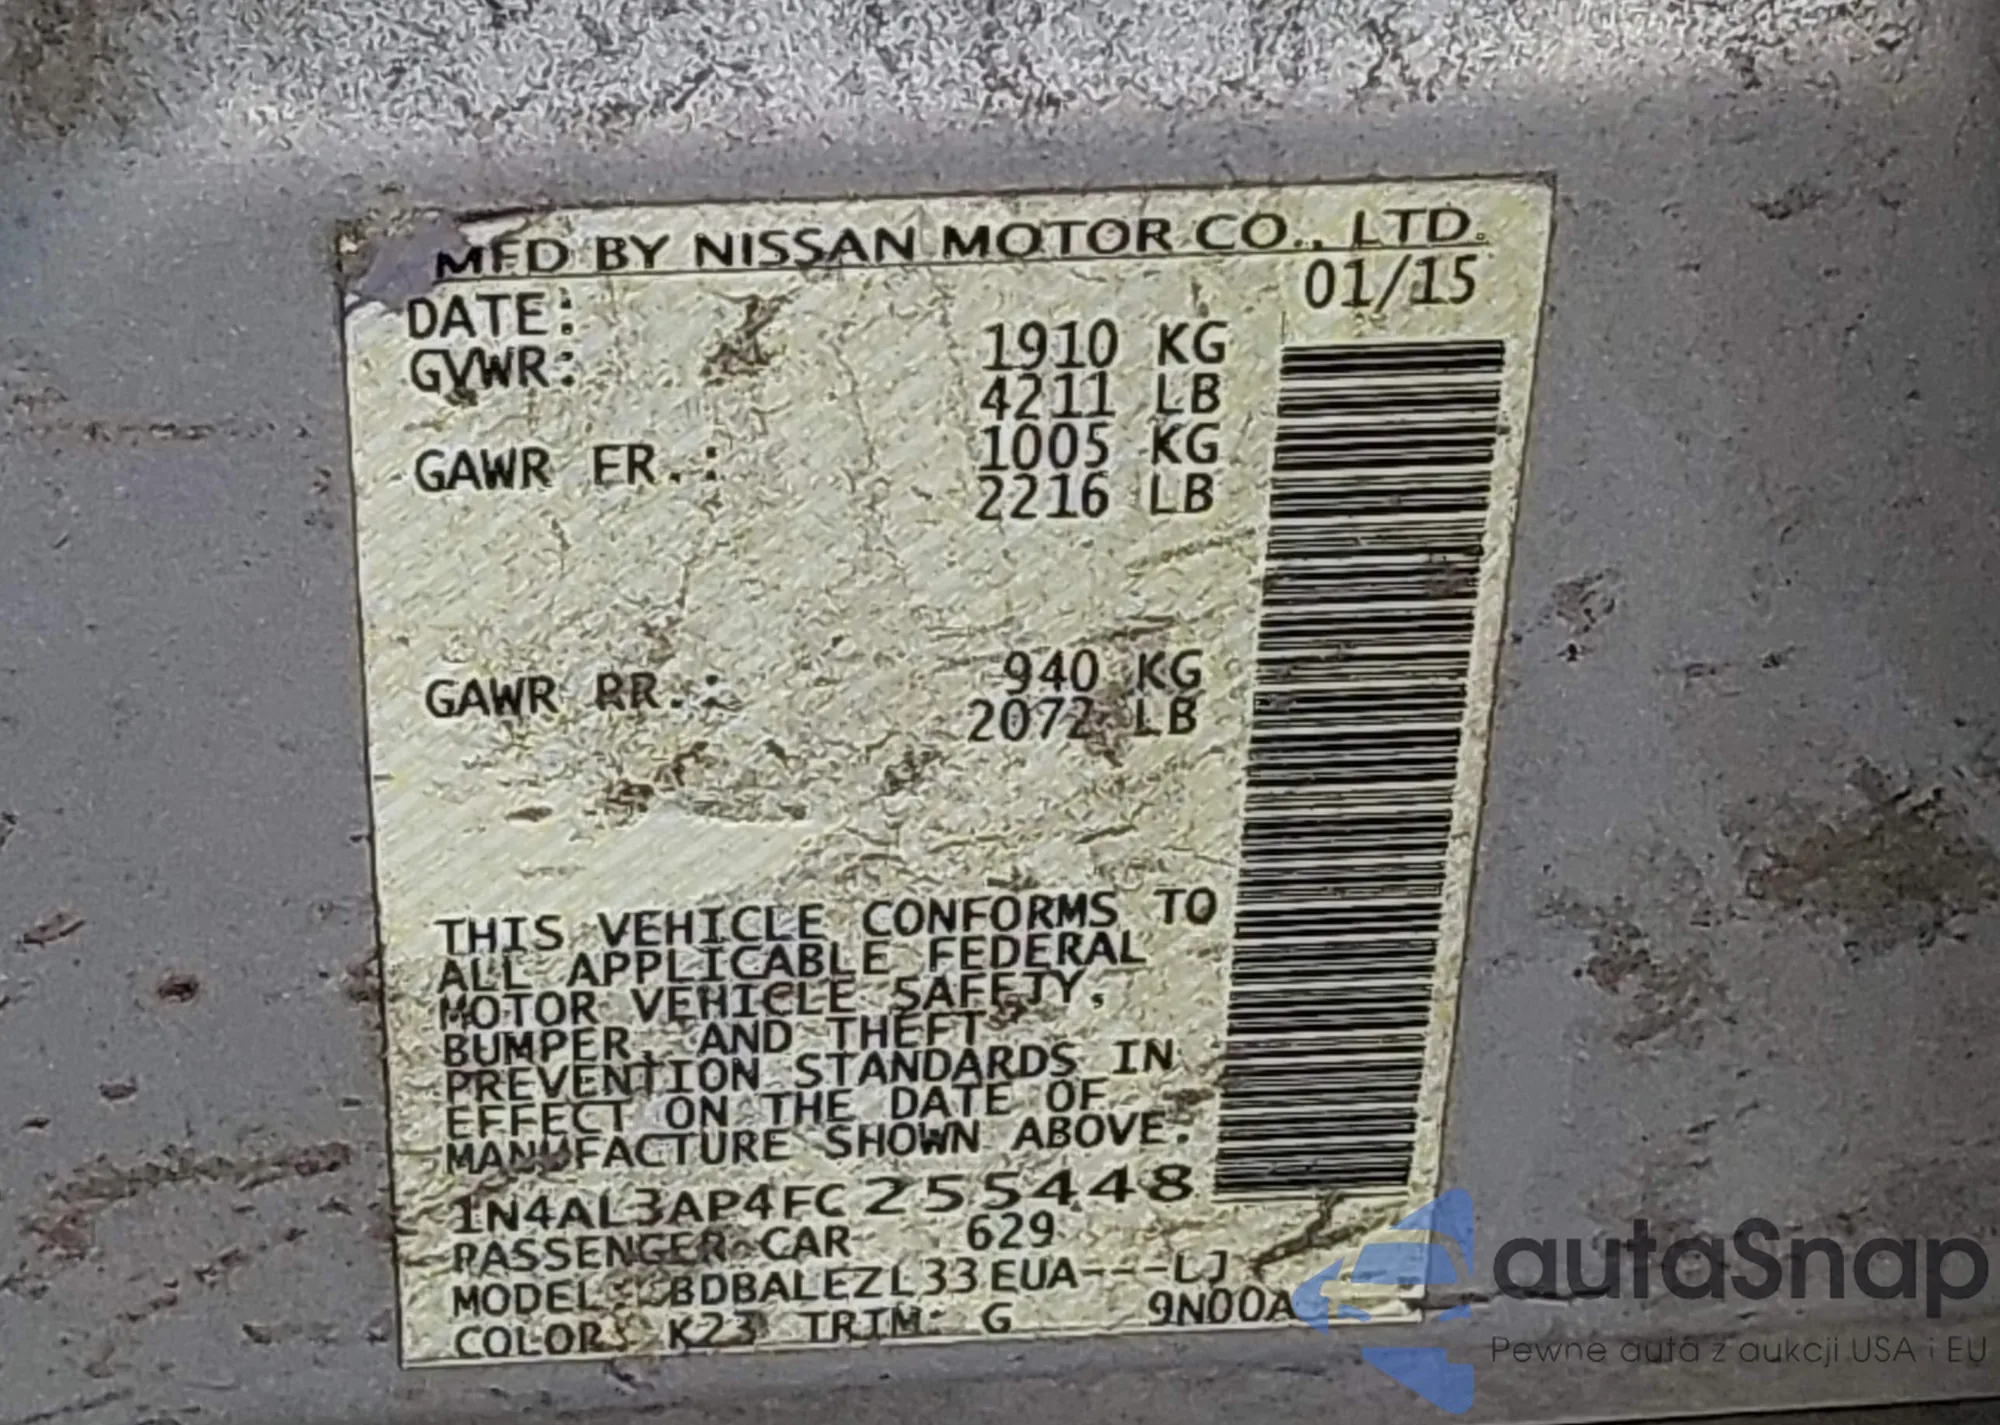 MFD BY NISSAN MOTOR CO., LTD.
DATE: 01/15
GVWR: 1910 KG
4211 LB
GAWR FR.: 1005 KG
2216 LB
GAWR RR.: 940 KG
2072 LB
THIS VEHICLE CONFORMS TO
ALL APPLICABLE FEDERAL
MOTOR VEHICLE SAFETY,
BUMPER, AND THEFT
PREVENTION STANDARDS IN
EFFECT ON THE DATE OF
MANUFACTURE SHOWN ABOVE.
1N4AL3AP4FC255448
PASSENGER CAR 629
MODEL: BDBALEZL33EUA---LJ
COLOR: K23 TRIM: G 9N00A
autaSnap
Pewne auta z aukcji USA i EU